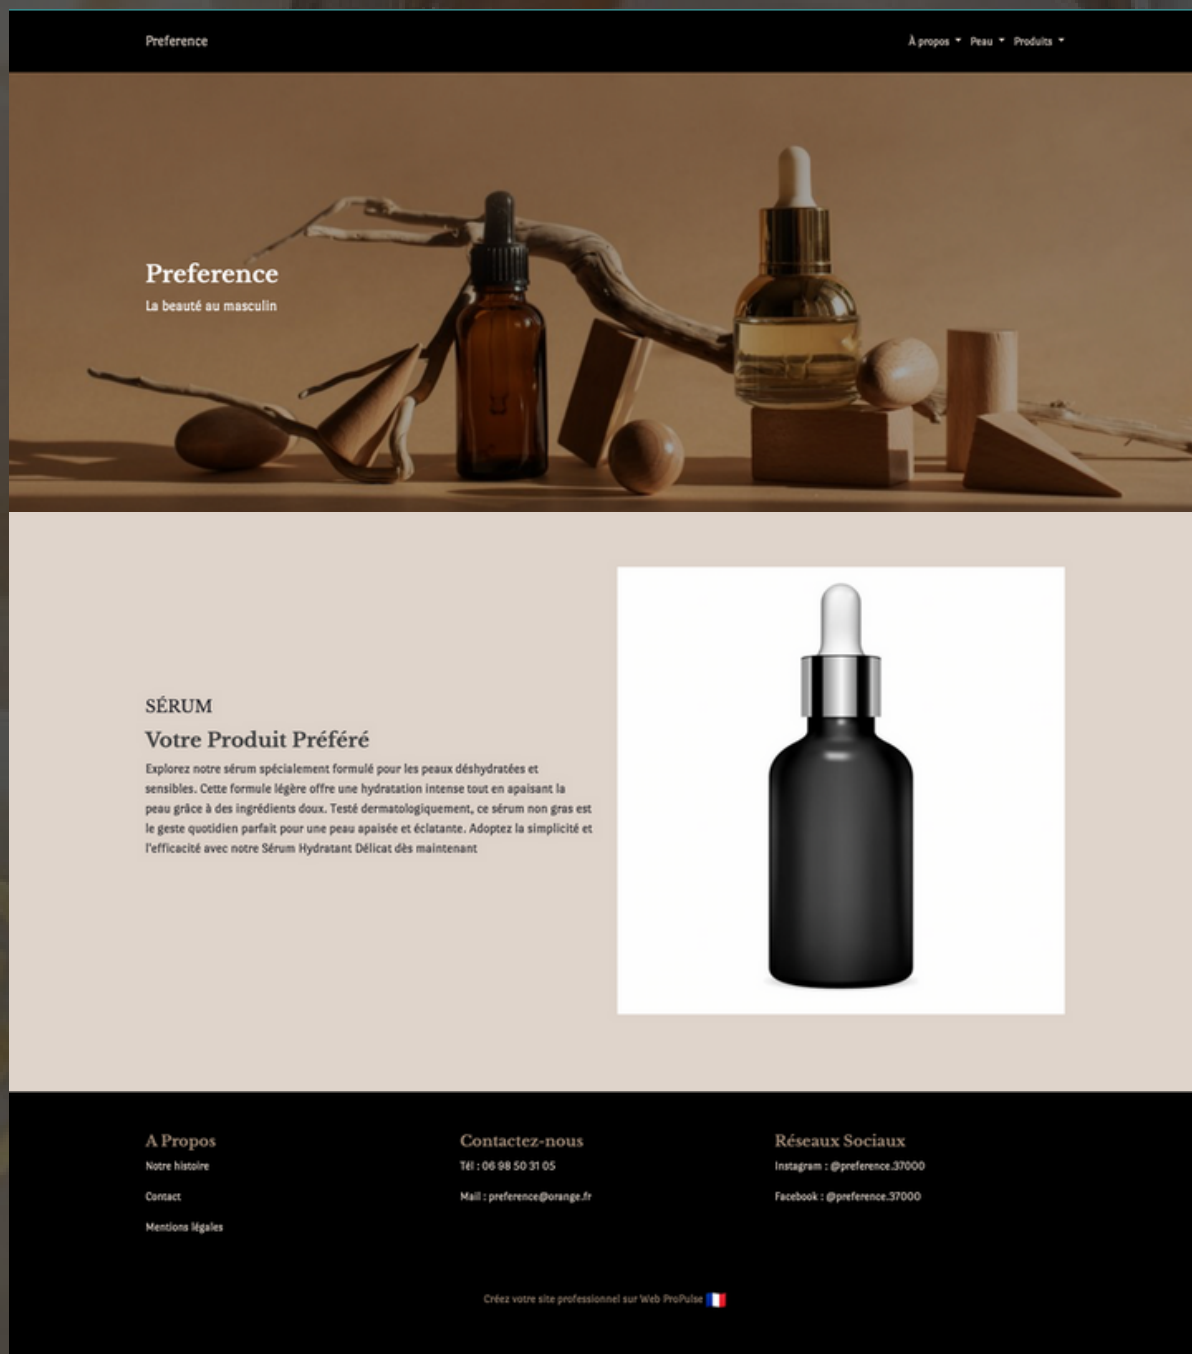 Preference
À propos Peau Produits
Preference
La beauté au masculin
SÉRUM
Votre Produit Préféré
Explorez notre sérum spécialement formulé pour les peaux déshydratées et
sensibles. Cette formule légère offre une hydratation intense tout en apaisant la
peau grâce à des ingrédients doux. Testé dermatologiquement, ce sérum non gras est
le geste quotidien parfait pour une peau apaisée et éclatante. Adoptez la simplicité et
l'efficacité avec notre Sérum Hydratant Délicat dès maintenant
A Propos
Notre histoire
Contact
Mentions légales
Contactez-nous
Tél : 06 98 50 31 05
Mail : preference@orange.fr
Réseaux Sociaux
Instagram : @preference.37000
Facebook : @preference.37000
Créez votre site professionnel sur Web ProPulse